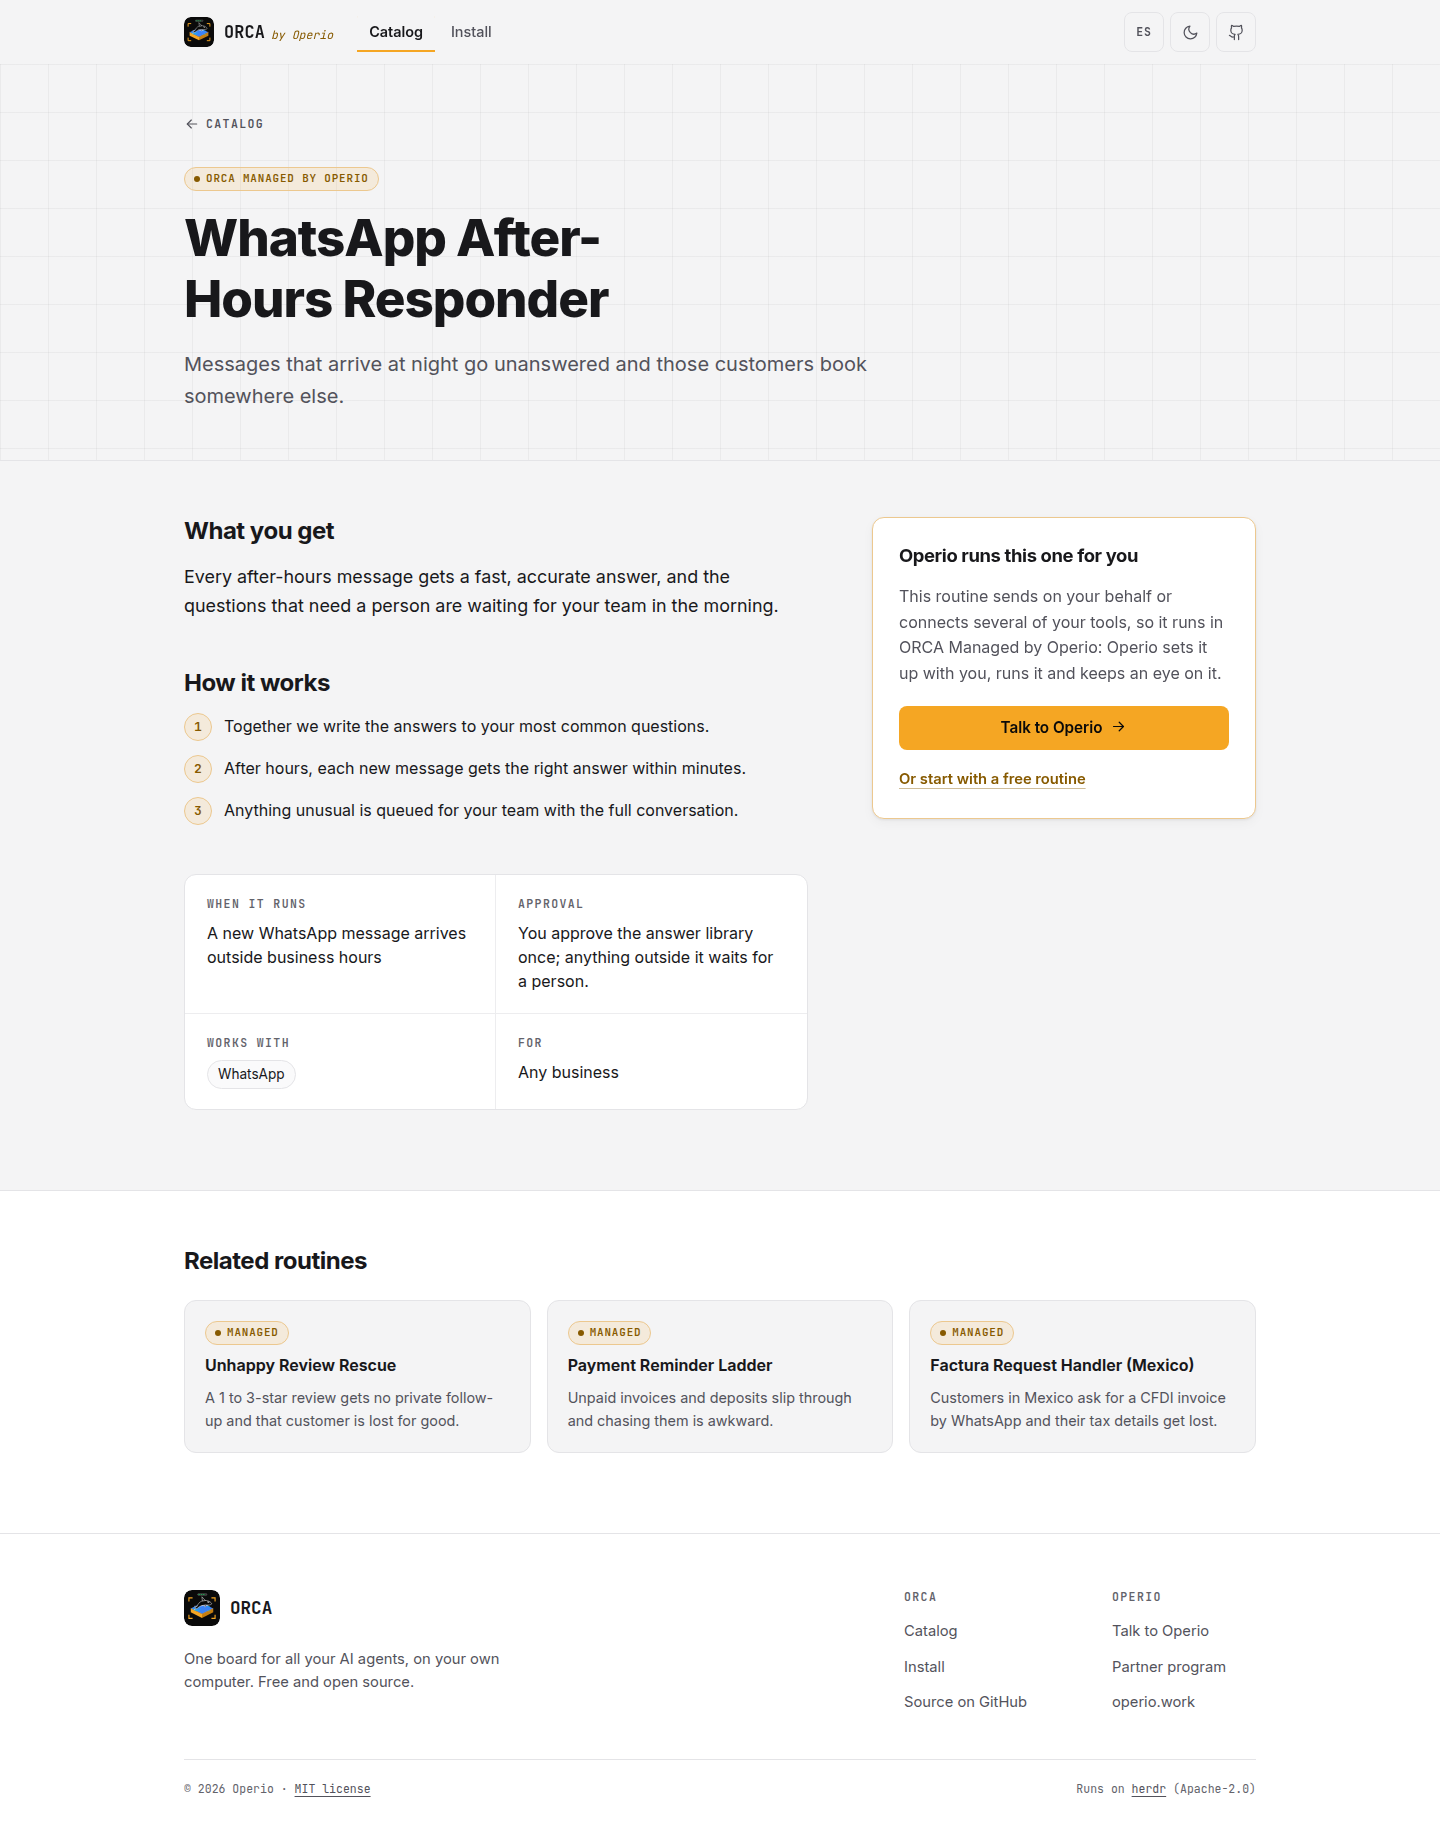 ORCA by Operio
Catalog
Install
ES
← CATALOG
ORCA MANAGED BY OPERIO
WhatsApp After-
Hours Responder
Messages that arrive at night go unanswered and those customers book
somewhere else.
What you get
Every after-hours message gets a fast, accurate answer, and the
questions that need a person are waiting for your team in the morning.
How it works
1 Together we write the answers to your most common questions.
2 After hours, each new message gets the right answer within minutes.
3 Anything unusual is queued for your team with the full conversation.
WHEN IT RUNS
A new WhatsApp message arrives
outside business hours
APPROVAL
You approve the answer library
once; anything outside it waits for
a person.
WORKS WITH
WhatsApp
FOR
Any business
Operio runs this one for you
This routine sends on your behalf or
connects several of your tools, so it runs in
ORCA Managed by Operio: Operio sets it
up with you, runs it and keeps an eye on it.
Talk to Operio →
Or start with a free routine
Related routines
MANAGED
Unhappy Review Rescue
A 1 to 3-star review gets no private follow-
up and that customer is lost for good.
MANAGED
Payment Reminder Ladder
Unpaid invoices and deposits slip through
and chasing them is awkward.
MANAGED
Factura Request Handler (Mexico)
Customers in Mexico ask for a CFDI invoice
by WhatsApp and their tax details get lost.
ORCA
One board for all your AI agents, on your own
computer. Free and open source.
ORCA
Catalog
Install
Source on GitHub
OPERIO
Talk to Operio
Partner program
operio.work
© 2026 Operio · MIT license
Runs on herdr (Apache-2.0)